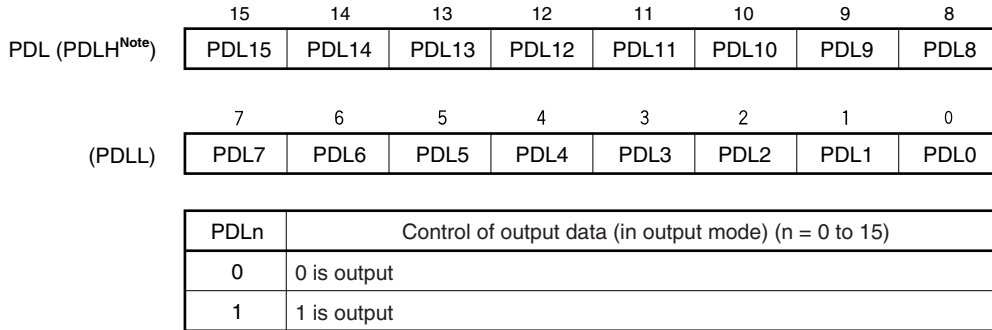 15 14 13 12 11 10 9 8
PDL (PDLH^Note) PDL15 PDL14 PDL13 PDL12 PDL11 PDL10 PDL9 PDL8
7 6 5 4 3 2 1 0
(PDLL) PDL7 PDL6 PDL5 PDL4 PDL3 PDL2 PDL1 PDL0
PDLn Control of output data (in output mode) (n = 0 to 15)
0 0 is output
1 1 is output